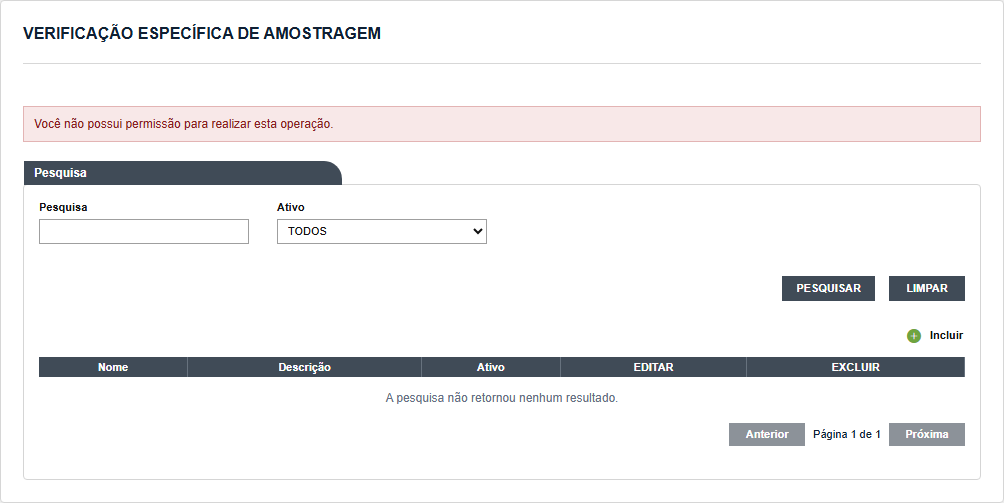 VERIFICAÇÃO ESPECÍFICA DE AMOSTRAGEM
Você não possui permissão para realizar esta operação.
Pesquisa
Pesquisa Ativo
TODOS
PESQUISAR LIMPAR
Incluir
Nome Descrição Ativo EDITAR EXCLUIR
A pesquisa não retornou nenhum resultado.
Anterior Página 1 de 1 Próxima